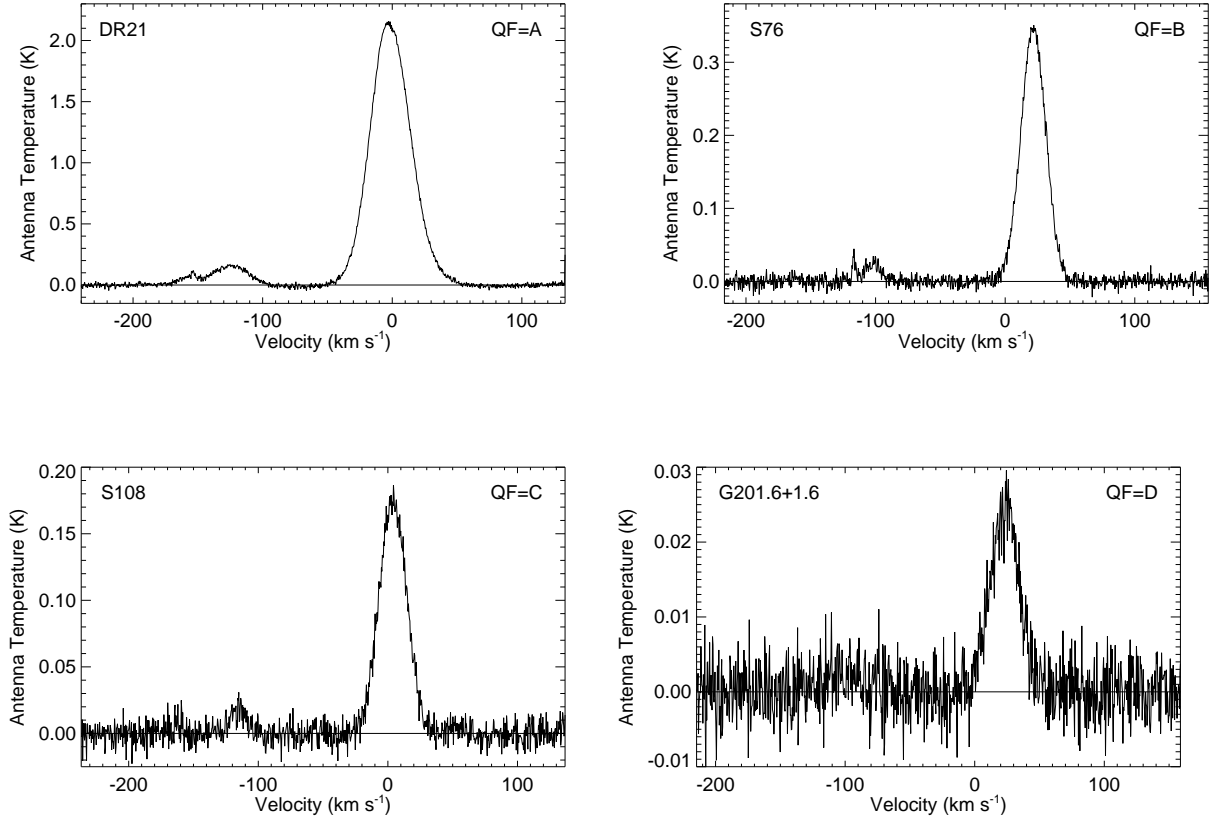 DR21 QF=A
2.0
1.5
1.0
0.5
0.0
Antenna Temperature (K)
-200 -100 0 100
Velocity (km s-1)
S76 QF=B
0.3
0.2
0.1
0.0
Antenna Temperature (K)
-200 -100 0 100
Velocity (km s-1)
S108 QF=C
0.20
0.15
0.10
0.05
0.00
Antenna Temperature (K)
-200 -100 0 100
Velocity (km s-1)
G201.6+1.6 QF=D
0.03
0.02
0.01
0.00
-0.01
Antenna Temperature (K)
-200 -100 0 100
Velocity (km s-1)